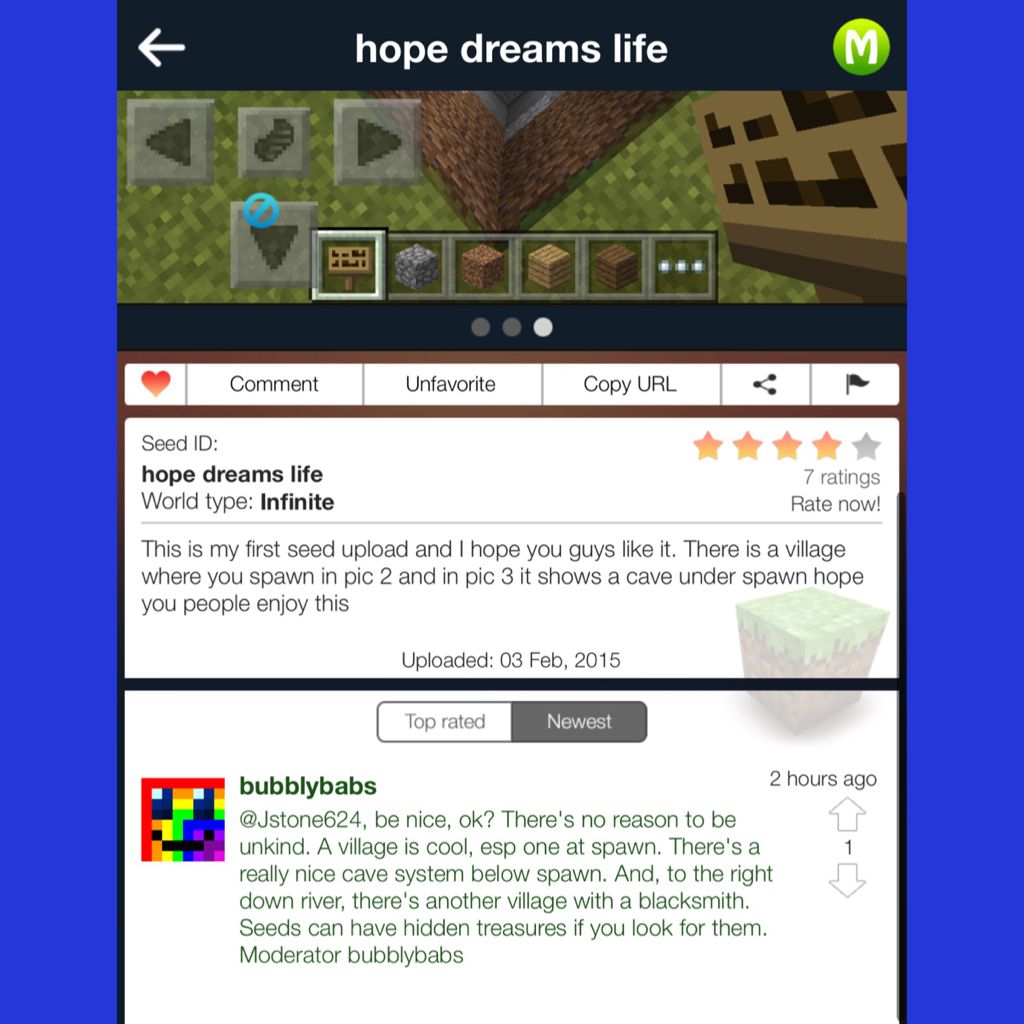 hope dreams life
M
Comment
Unfavorite
Copy URL
Seed ID:
hope dreams life
7 ratings
World type: Infinite
Rate now!
This is my first seed upload and I hope you guys like it. There is a village
where you spawn in pic 2 and in pic 3 it shows a cave under spawn hope
you people enjoy this
Uploaded: 03 Feb, 2015
Top rated
Newest
bubblybabs
2 hours ago
@Jstone624, be nice, ok? There's no reason to be
unkind. A village is cool, esp one at spawn. There's a
1
really nice cave system below spawn. And, to the right
down river, there's another village with a blacksmith.
Seeds can have hidden treasures if you look for them.
Moderator bubblybabs